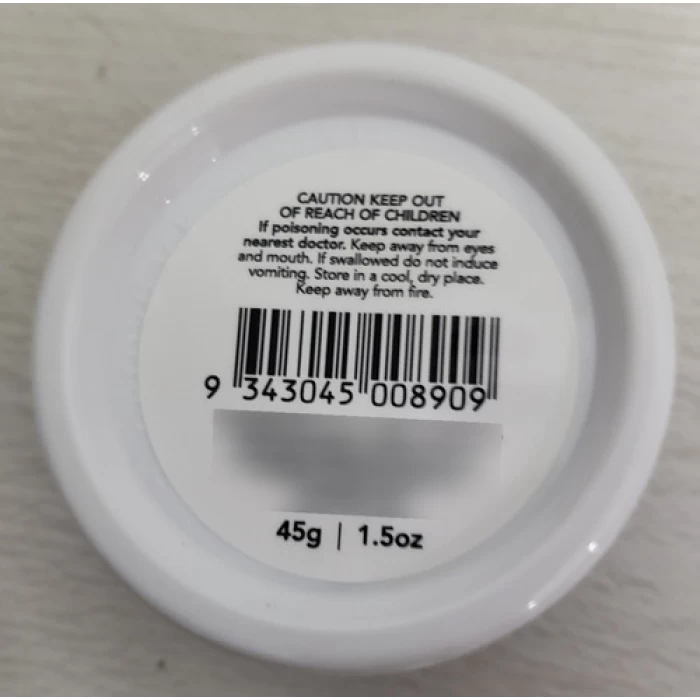 CAUTION KEEP OUT
OF REACH OF CHILDREN
If poisoning occurs contact your
nearest doctor. Keep away from eyes
and mouth. If swallowed do not induce
vomiting. Store in a cool, dry place.
Keep away from fire.
9 343045 008909
45g | 1.5oz